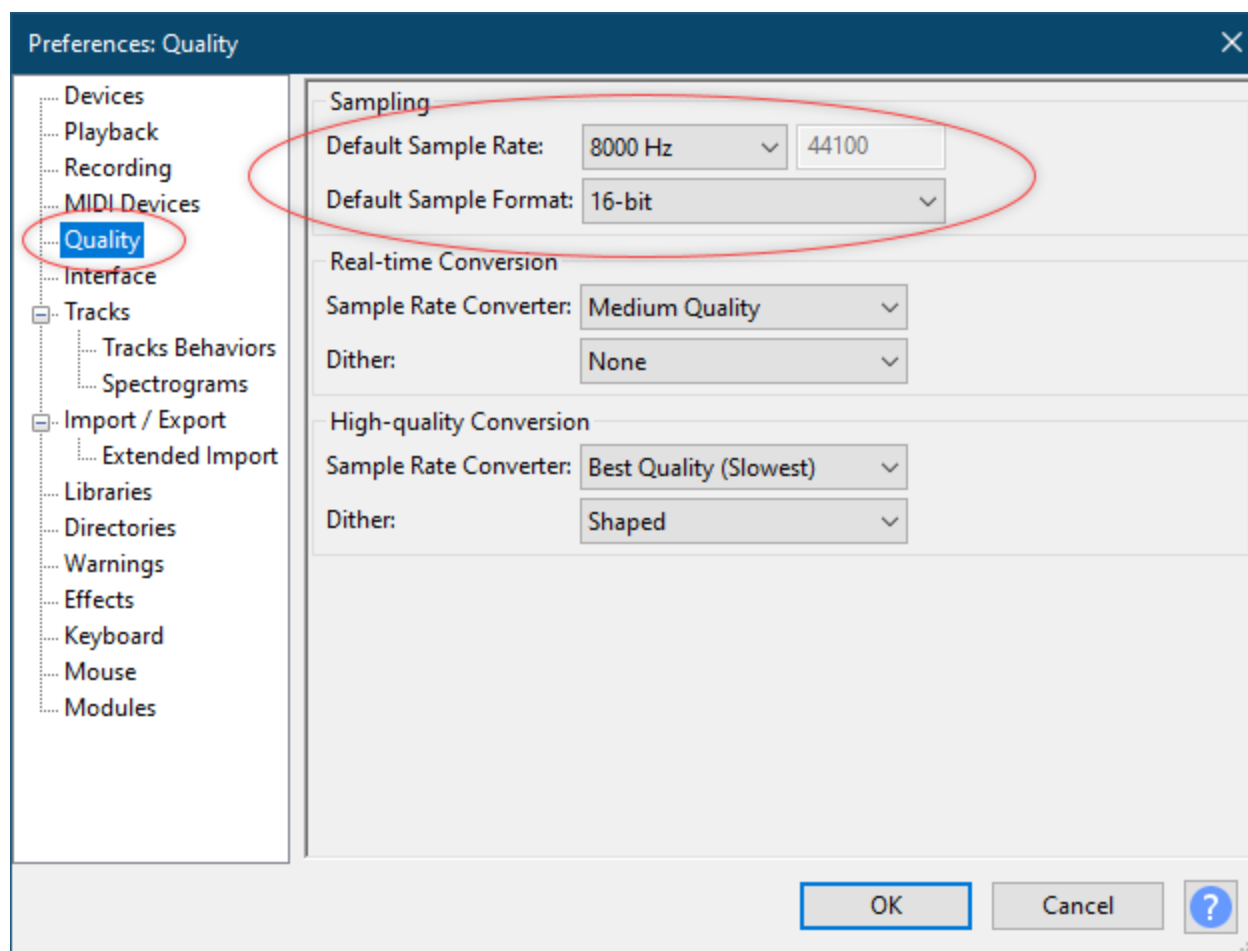 Preferences: Quality
Devices
Playback
Recording
MIDI Devices
Quality
Interface
Tracks
Tracks Behaviors
Spectrograms
Import / Export
Extended Import
Libraries
Directories
Warnings
Effects
Keyboard
Mouse
Modules
Sampling
Default Sample Rate: 8000 Hz 44100
Default Sample Format: 16-bit
Real-time Conversion
Sample Rate Converter: Medium Quality
Dither: None
High-quality Conversion
Sample Rate Converter: Best Quality (Slowest)
Dither: Shaped
OK Cancel ?